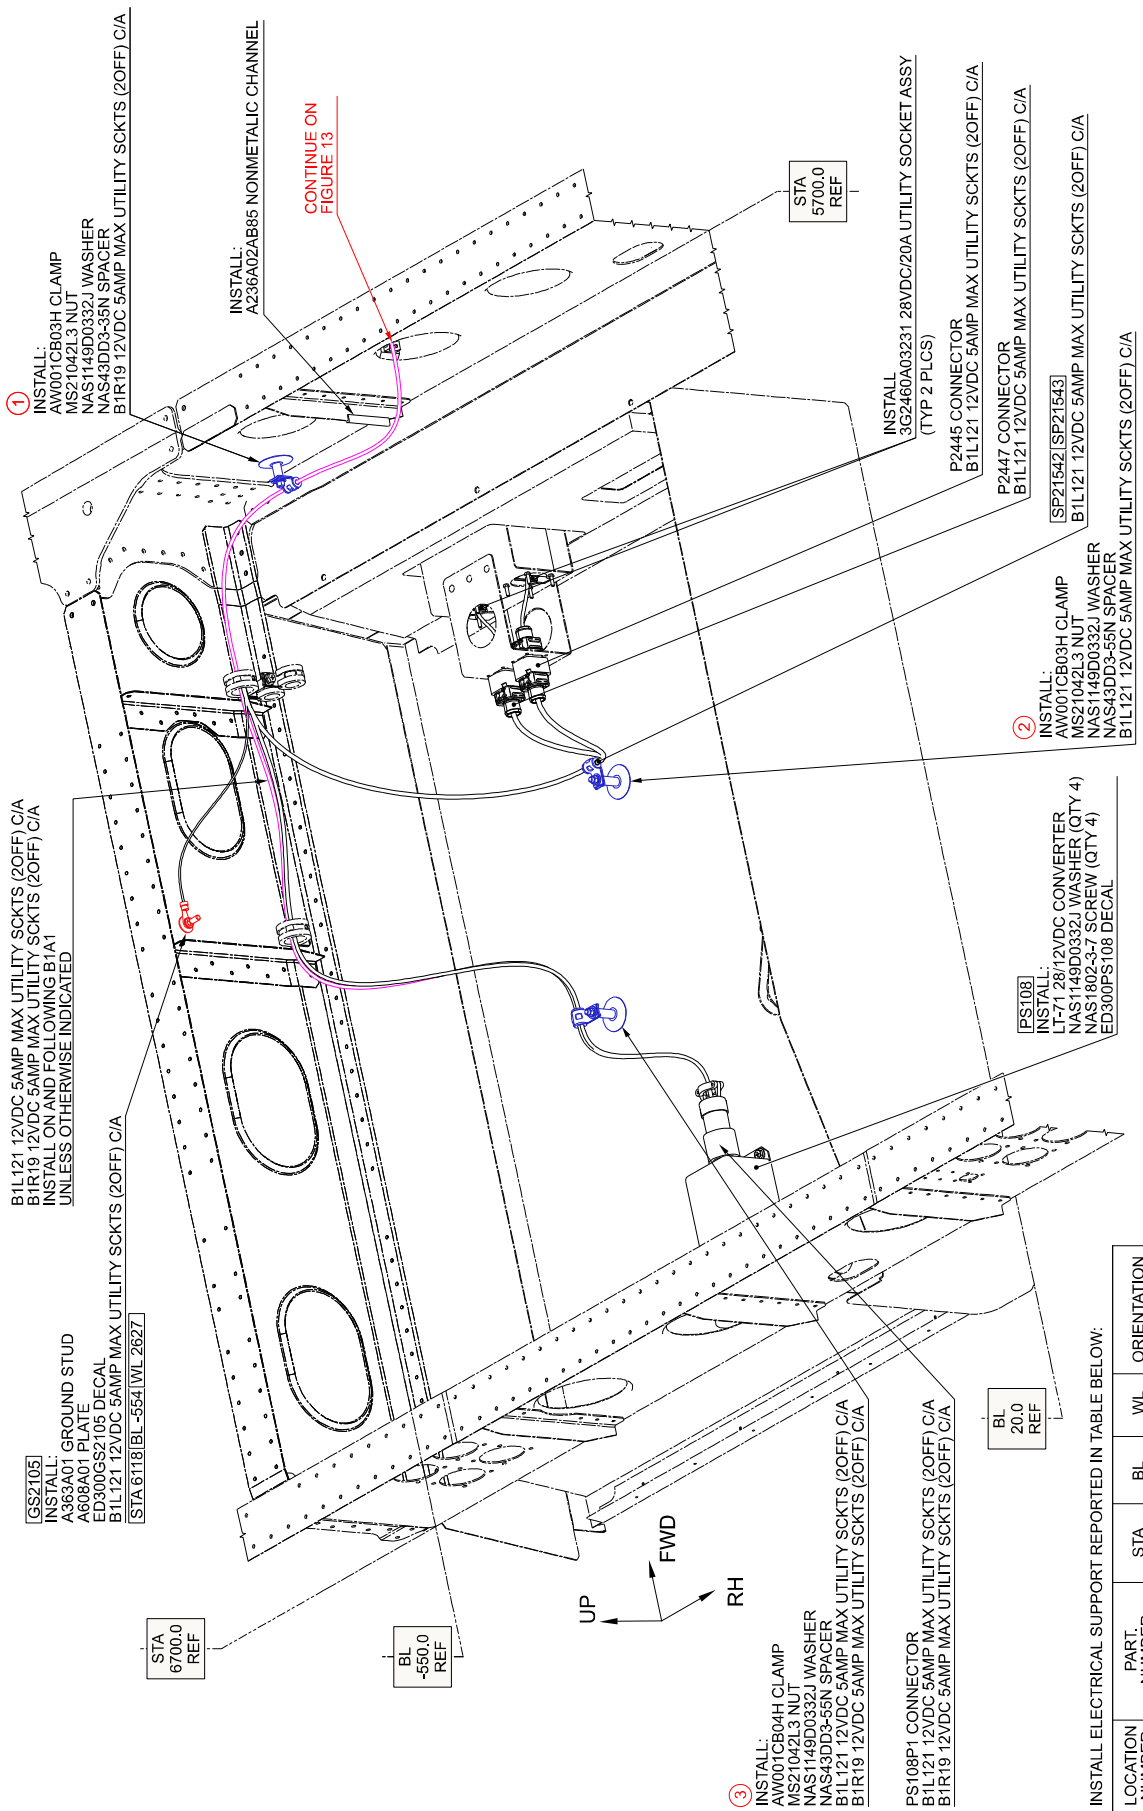 GS2105
INSTALL:
A363A01 GROUND STUD
A608A01 PLATE
ED300GS2105 DECAL
B1L121 12VDC 5AMP MAX UTILITY SCKTS (2OFF) C/A
STA 6118 BL -554 WL 2627
B1L121 12VDC 5AMP MAX UTILITY SCKTS (2OFF) C/A
B1R19 12VDC 5AMP MAX UTILITY SCKTS (2OFF) C/A
INSTALL ON AND FOLLOWING B1A1
UNLESS OTHERWISE INDICATED
1
INSTALL:
AW001CB03H CLAMP
MS21042L3 NUT
NAS1149D0332J WASHER
NAS43DD3-35N SPACER
B1R19 12VDC 5AMP MAX UTILITY SCKTS (2OFF) C/A
INSTALL:
A236A02AB85 NONMETALIC CHANNEL
CONTINUE ON
FIGURE 13
STA
6700.0
REF
BL
-550.0
REF
STA
5700.0
REF
UP
FWD
RH
INSTALL
3G2460A03231 28VDC/20A UTILITY SOCKET ASSY
(TYP 2 PLCS)
P2445 CONNECTOR
B1L121 12VDC 5AMP MAX UTILITY SCKTS (2OFF) C/A
P2447 CONNECTOR
B1L121 12VDC 5AMP MAX UTILITY SCKTS (2OFF) C/A
SP21542 SP21543
B1L121 12VDC 5AMP MAX UTILITY SCKTS (2OFF) C/A
2
INSTALL:
AW001CB03H CLAMP
MS21042L3 NUT
NAS1149D0332J WASHER
NAS43DD3-55N SPACER
B1L121 12VDC 5AMP MAX UTILITY SCKTS (2OFF) C/A
PS108
INSTALL:
LT-71 28/12VDC CONVERTER
NAS1149D0332J WASHER (QTY 4)
NAS1802-3-7 SCREW (QTY 4)
ED300PS108 DECAL
3
INSTALL:
AW001CB04H CLAMP
MS21042L3 NUT
NAS1149D0332J WASHER
NAS43DD3-55N SPACER
B1L121 12VDC 5AMP MAX UTILITY SCKTS (2OFF) C/A
B1R19 12VDC 5AMP MAX UTILITY SCKTS (2OFF) C/A
PS108P1 CONNECTOR
B1L121 12VDC 5AMP MAX UTILITY SCKTS (2OFF) C/A
B1R19 12VDC 5AMP MAX UTILITY SCKTS (2OFF) C/A
BL
20.0
REF
INSTALL ELECTRICAL SUPPORT REPORTED IN TABLE BELOW:
LOCATION PART STA BL WL ORIENTATION